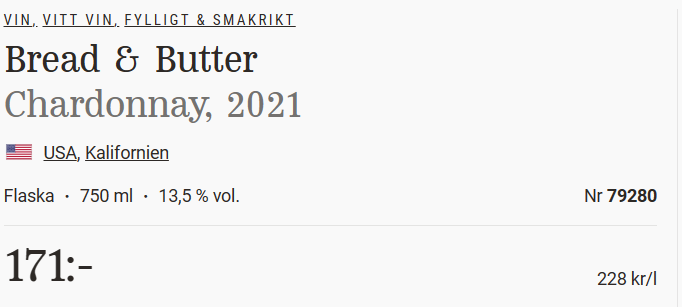 VIN, VITT VIN, FYLLIGT & SMAKRIKT
Bread & Butter
Chardonnay, 2021
USA, Kalifornien
Flaska · 750 ml · 13,5 % vol. Nr 79280
171:- 228 kr/l